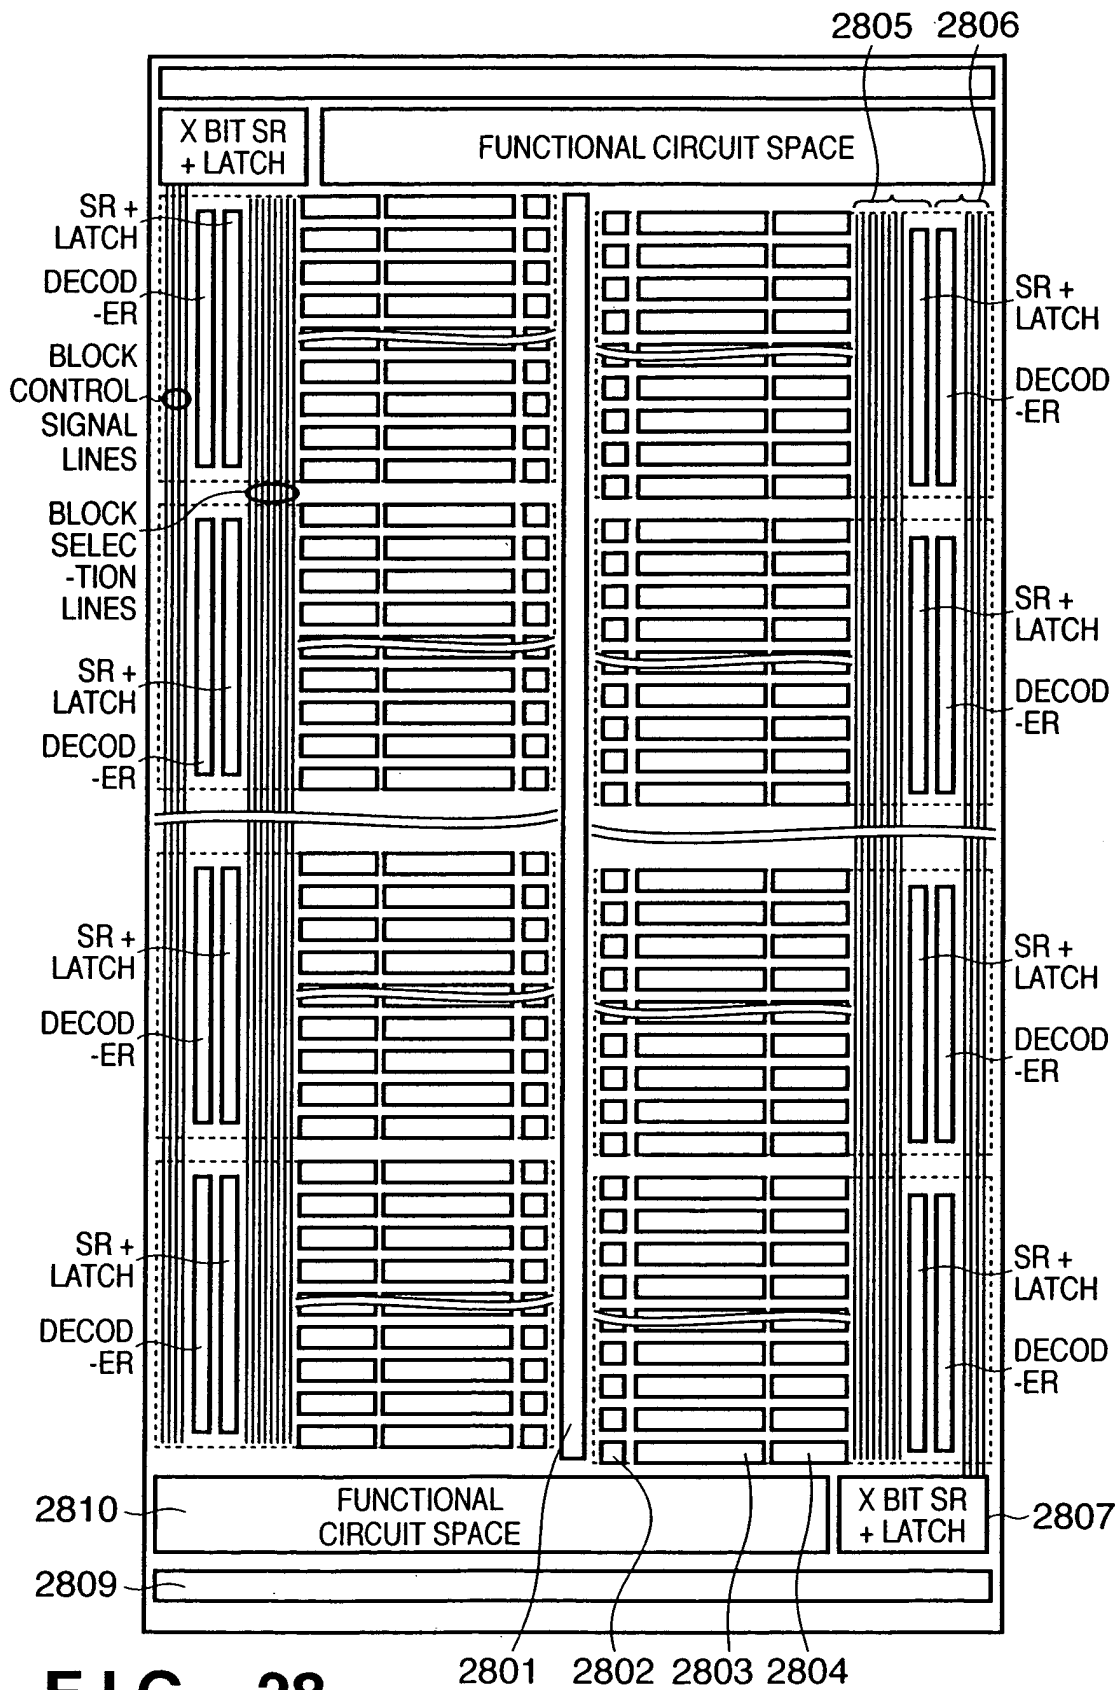 2805 2806
X BIT SR
+ LATCH
FUNCTIONAL CIRCUIT SPACE
SR +
LATCH
DECOD
-ER
BLOCK
CONTROL
SIGNAL
LINES
BLOCK
SELEC
-TION
LINES
SR +
LATCH
DECOD
-ER
SR +
LATCH
DECOD
-ER
SR +
LATCH
DECOD
-ER
SR +
LATCH
DECOD
-ER
SR +
LATCH
DECOD
-ER
SR +
LATCH
DECOD
-ER
SR +
LATCH
DECOD
-ER
2810
FUNCTIONAL
CIRCUIT SPACE
X BIT SR
+ LATCH
2807
2809
2801 2802 2803 2804
FIG. 28